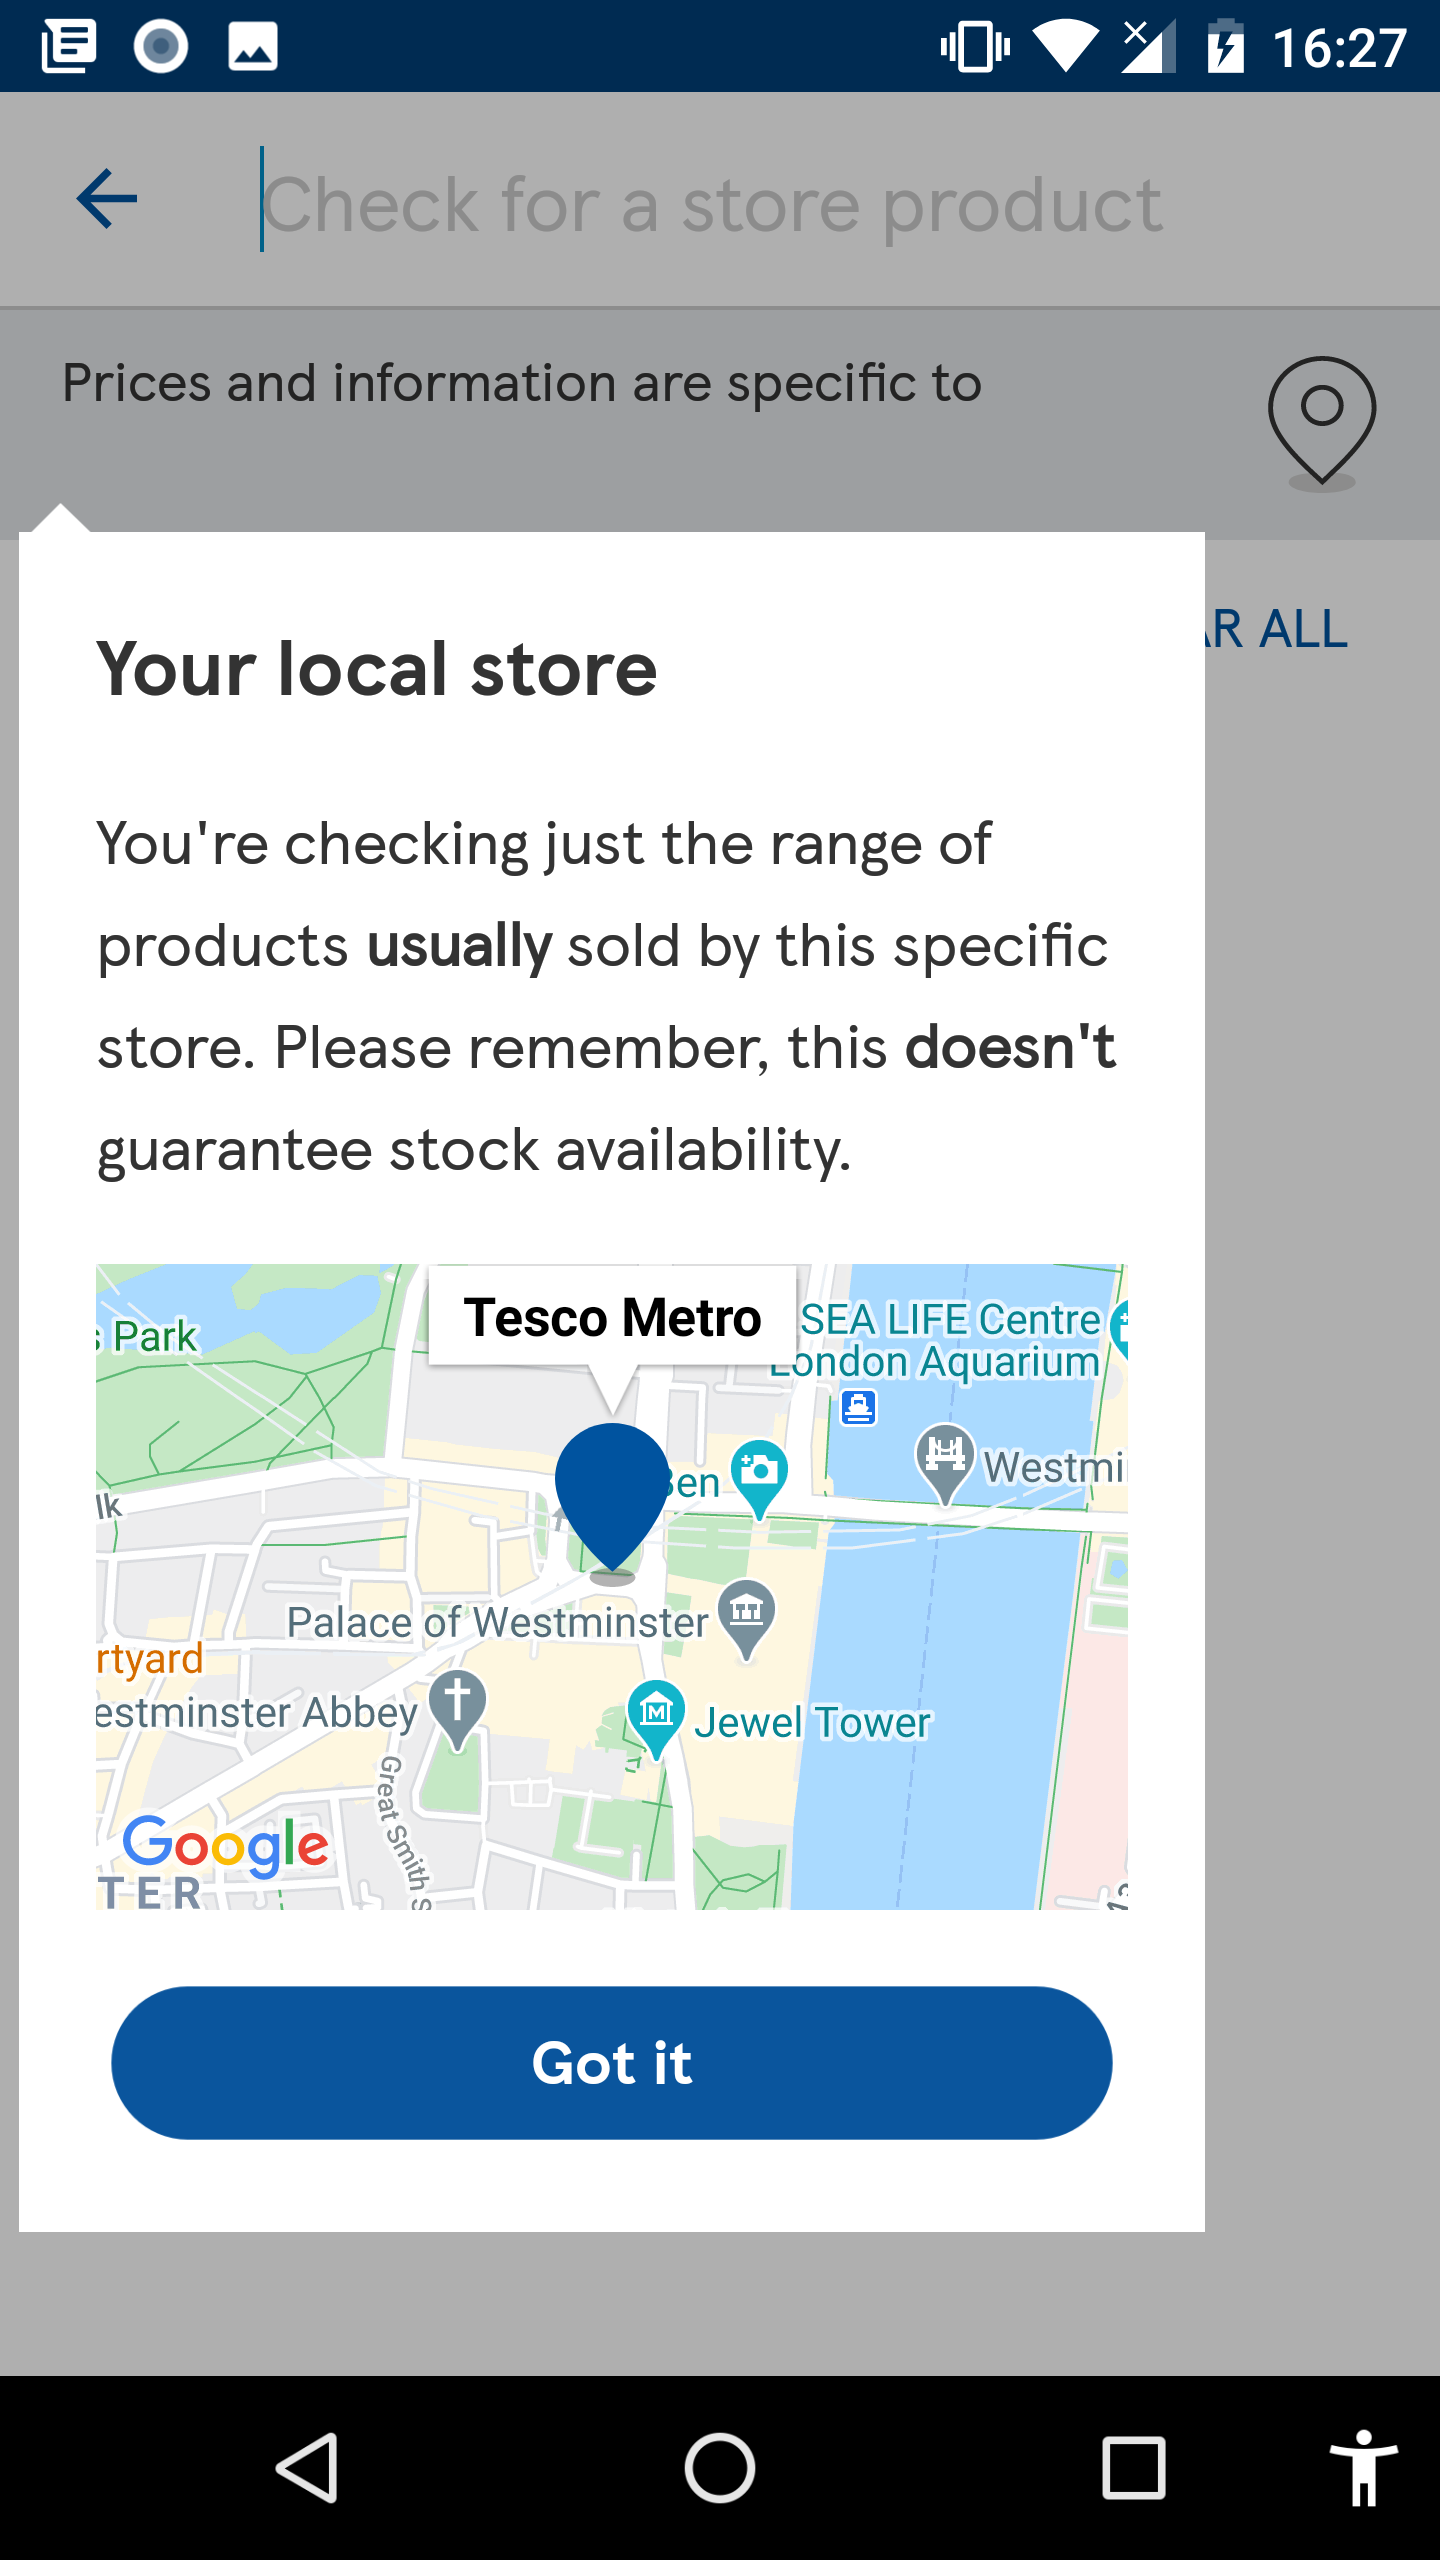 16:27
Check for a store product
Prices and information are specific to
AR ALL
Your local store
You're checking just the range of
products usually sold by this specific
store. Please remember, this doesn't
guarantee stock availability.
Tesco Metro
SEA LIFE Centre
London Aquarium
s Park
Ben
Westmi
lk
Palace of Westminster
rtyard
estminster Abbey
Jewel Tower
Great Smith S
Google
TER
Got it